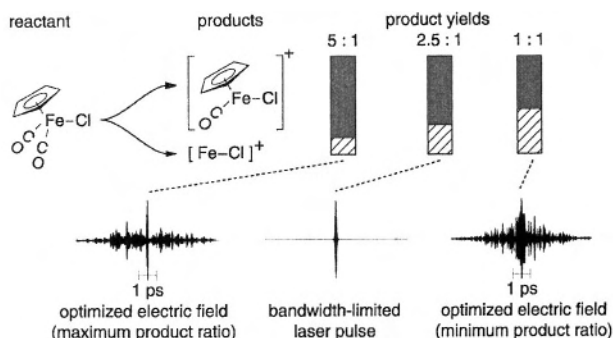 reactant
products
product yields
5 : 1
2.5 : 1
1 : 1
+
Fe–Cl
C
O
C
O
Fe–Cl
C
O
[ Fe–Cl ]+
1 ps
1 ps
optimized electric field
(maximum product ratio)
bandwidth-limited
laser pulse
optimized electric field
(minimum product ratio)